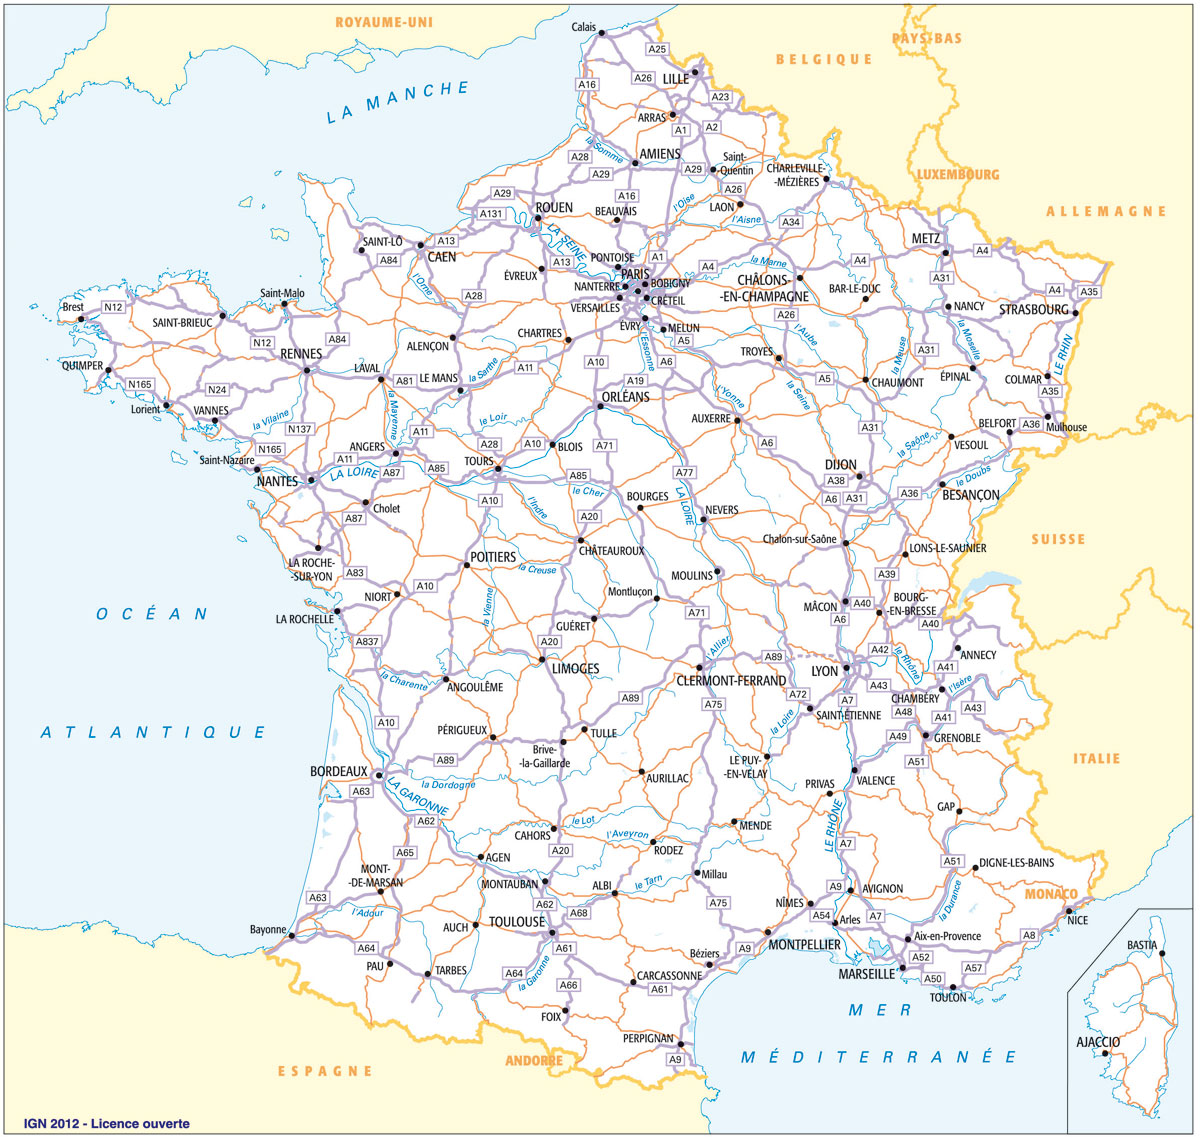 ROYAUME-UNI
Calais
PAYS-BAS
A25
BELGIQUE
LA MANCHE
A16
A26
LILLE
A23
ARRAS
A1
A2
la Somme
AMIENS
A28
A29
Saint-
-Quentin
A29
CHARLEVILLE-
-MÉZIÈRES
LUXEMBOURG
A29
A16
A26
ALLEMAGNE
A131
ROUEN
BEAUVAIS
l'Oise
LAON
l'Aisne
A34
SAINT-LÔ
A13
CAEN
LA SEINE
METZ
A4
A84
A13
PONTOISE
A1
A4
la Marne
A4
l'Orne
ÉVREUX
PARIS
NANTERRE
BOBIGNY
CHÂLONS-
-EN-CHAMPAGNE
BAR-LE-DUC
A31
A4
A35
Saint-Malo
A28
VERSAILLES
CRÉTEIL
NANCY
STRASBOURG
Brest
N12
SAINT-BRIEUC
ÉVRY
MELUN
A26
l'Aube
la Meuse
la Moselle
N12
A84
ALENÇON
CHARTRES
l'Essonne
A5
A31
LE RHIN
RENNES
TROYES
QUIMPER
LAVAL
A81
LE MANS
la Sarthe
A11
A10
A6
A5
CHAUMONT
ÉPINAL
COLMAR
N165
N24
A19
l'Yonne
la Seine
A35
Lorient
VANNES
la Vilaine
la Mayenne
le Loir
ORLÉANS
AUXERRE
A31
BELFORT
A36
Mulhouse
N137
A11
A28
A10
BLOIS
A71
A6
la Saône
VESOUL
N165
ANGERS
Saint-Nazaire
A11
LA LOIRE
A87
A85
TOURS
A85
A77
DIJON
A38
le Doubs
NANTES
LA LOIRE
A6
A31
A36
BESANÇON
A10
l'Indre
le Cher
BOURGES
A87
Cholet
A20
NEVERS
Chalon-sur-Saône
SUISSE
LA ROCHE-
-SUR-YON
POITIERS
CHÂTEAUROUX
LONS-LE-SAUNIER
A83
la Creuse
MOULINS
A39
NIORT
A10
la Vienne
Montluçon
MÂCON
A40
BOURG-
-EN-BRESSE
OCÉAN
LA ROCHELLE
GUÉRET
A71
A6
A40
A837
A20
l'Allier
A89
A42
le Rhône
ANNECY
LIMOGES
LYON
A41
la Charente
ANGOULÊME
CLERMONT-FERRAND
A43
CHAMBÉRY
l'Isère
A89
A75
A72
A7
A48
A41
A43
ATLANTIQUE
A10
PÉRIGUEUX
TULLE
la Loire
SAINT-ÉTIENNE
A49
GRENOBLE
Brive-
-la-Gaillarde
ITALIE
A89
LE PUY-
-EN-VELAY
A51
BORDEAUX
AURILLAC
VALENCE
A63
LA GARONNE
la Dordogne
PRIVAS
GAP
A62
le Lot
MENDE
LE RHÔNE
CAHORS
l'Aveyron
A65
A20
RODEZ
A7
AGEN
A51
DIGNE-LES-BAINS
MONT-
-DE-MARSAN
MONTAUBAN
ALBI
le Tarn
Millau
A9
AVIGNON
la Durance
MONACO
A63
A62
A75
NÎMES
l'Adour
AUCH
TOULOUSE
A68
A54
Arles
A7
NICE
Bayonne
MONTPELLIER
Aix-en-Provence
A8
A64
A61
Béziers
A9
A52
BASTIA
PAU
TARBES
A64
la Garonne
CARCASSONNE
MARSEILLE
A50
A57
A66
A61
TOULON
FOIX
MER
PERPIGNAN
AJACCIO
ANDORRE
A9
MÉDITERRANÉE
ESPAGNE
IGN 2012 - Licence ouverte